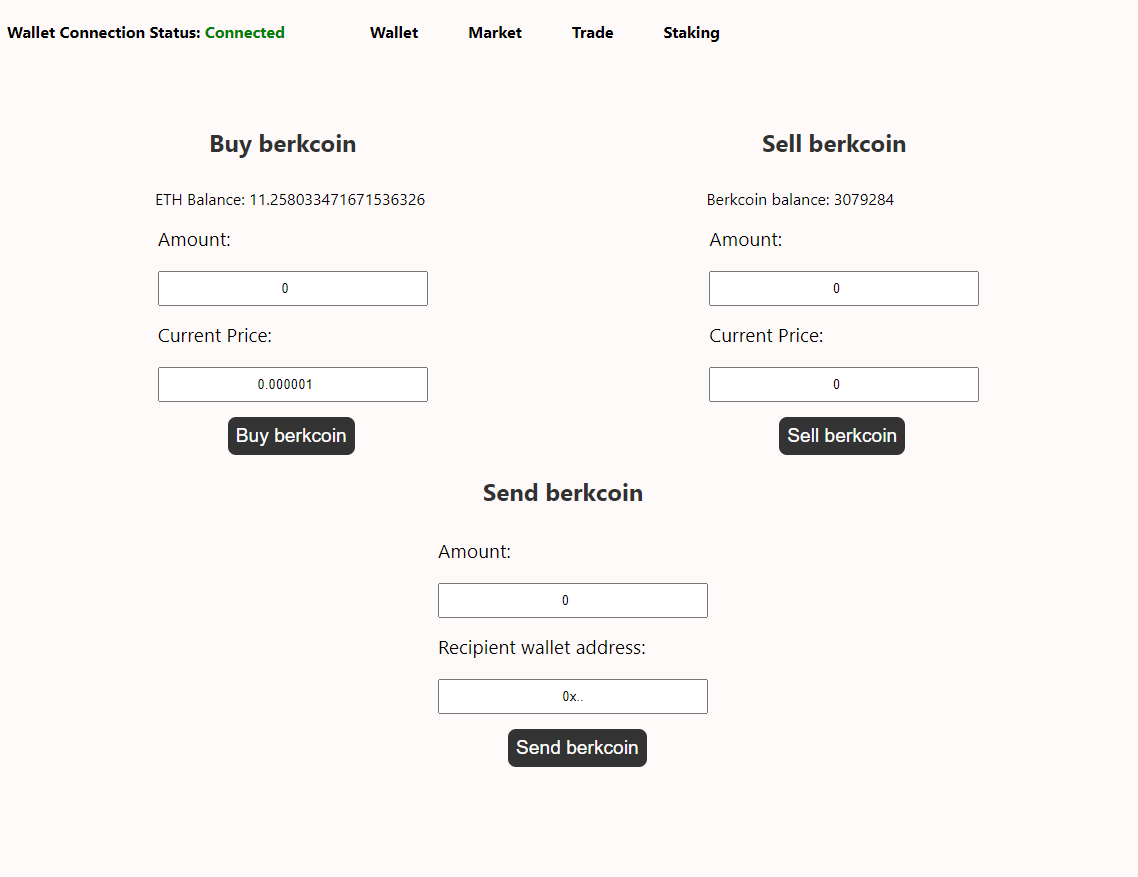 Wallet Connection Status: Connected Wallet Market Trade Staking
Buy berkcoin
ETH Balance: 11.258033471671536326
Amount:
0
Current Price:
0.000001
Buy berkcoin
Sell berkcoin
Berkcoin balance: 3079284
Amount:
0
Current Price:
0
Sell berkcoin
Send berkcoin
Amount:
0
Recipient wallet address:
0x..
Send berkcoin